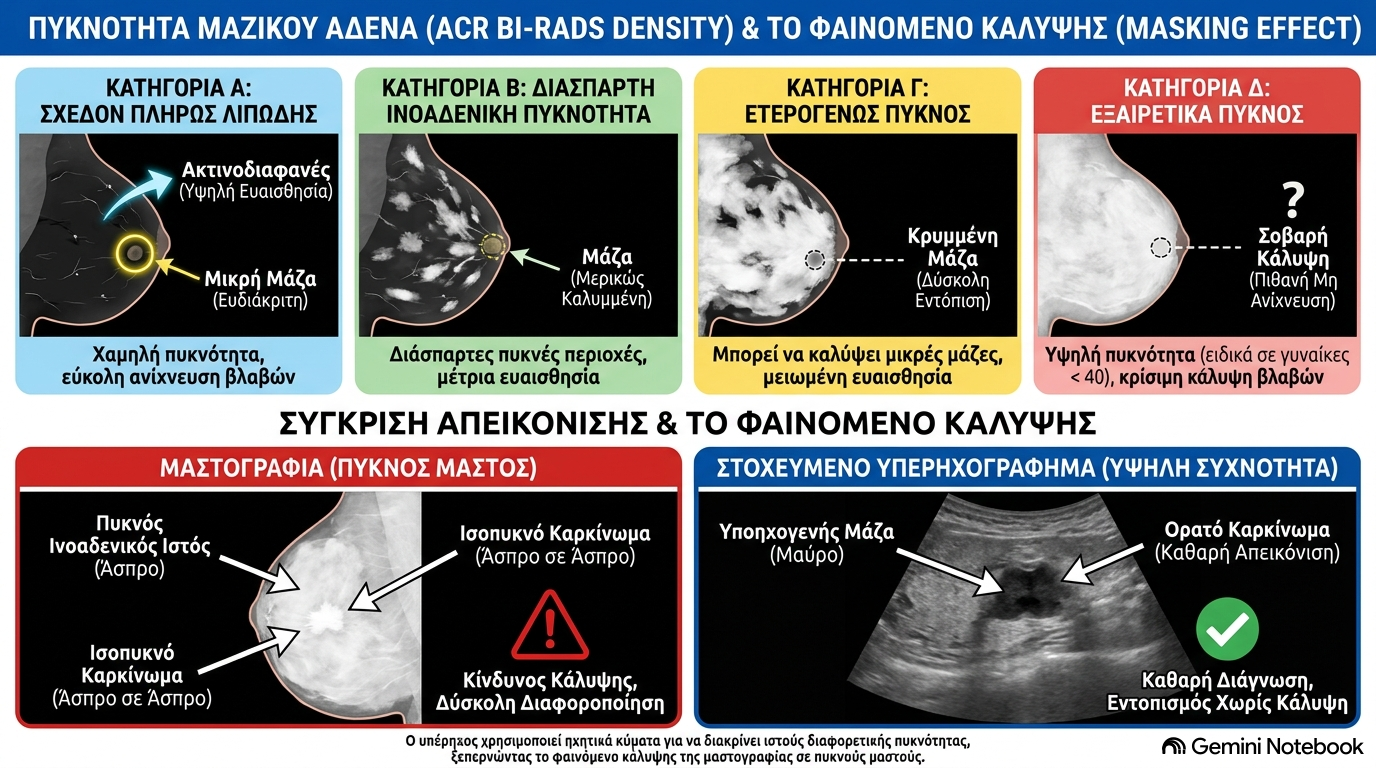 ΠΥΚΝΟΤΗΤΑ ΜΑΖΙΚΟΥ ΑΔΕΝΑ (ACR BI-RADS DENSITY) & ΤΟ ΦΑΙΝΟΜΕΝΟ ΚΑΛΥΨΗΣ (MASKING EFFECT)
ΚΑΤΗΓΟΡΙΑ Α:
ΣΧΕΔΟΝ ΠΛΗΡΩΣ ΛΙΠΩΔΗΣ
Ακτινοδιαφανές
(Υψηλή Ευαισθησία)
Μικρή Μάζα
(Ευδιάκριτη)
Χαμηλή πυκνότητα,
εύκολη ανίχνευση βλαβών
ΚΑΤΗΓΟΡΙΑ Β: ΔΙΑΣΠΑΡΤΗ
ΙΝΟΑΔΕΝΙΚΗ ΠΥΚΝΟΤΗΤΑ
Μάζα
(Μερικώς
Καλυμμένη)
Διάσπαρτες πυκνές περιοχές,
μέτρια ευαισθησία
ΚΑΤΗΓΟΡΙΑ Γ:
ΕΤΕΡΟΓΕΝΩΣ ΠΥΚΝΟΣ
Κρυμμένη
Μάζα
(Δύσκολη
Εντόπιση)
Μπορεί να καλύψει μικρές μάζες,
μειωμένη ευαισθησία
ΚΑΤΗΓΟΡΙΑ Δ:
ΕΞΑΙΡΕΤΙΚΑ ΠΥΚΝΟΣ
?
Σοβαρή
Κάλυψη
(Πιθανή Μη
Ανίχνευση)
Υψηλή πυκνότητα (ειδικά σε γυναίκες
< 40), κρίσιμη κάλυψη βλαβών
ΣΥΓΚΡΙΣΗ ΑΠΕΙΚΟΝΙΣΗΣ & ΤΟ ΦΑΙΝΟΜΕΝΟ ΚΑΛΥΨΗΣ
ΜΑΣΤΟΓΡΑΦΙΑ (ΠΥΚΝΟΣ ΜΑΣΤΟΣ)
Πυκνός
Ινοαδενικός Ιστός
(Άσπρο)
Ισοπυκνό
Καρκίνωμα
(Άσπρο σε Άσπρο)
Ισοπυκνό Καρκίνωμα
(Άσπρο σε Άσπρο)
Κίνδυνος Κάλυψης,
Δύσκολη Διαφοροποίηση
ΣΤΟΧΕΥΜΕΝΟ ΥΠΕΡΗΧΟΓΡΑΦΗΜΑ (ΥΨΗΛΗ ΣΥΧΝΟΤΗΤΑ)
Υποηχογενής Μάζα
(Μαύρο)
Ορατό Καρκίνωμα
(Καθαρή Απεικόνιση)
Καθαρή Διάγνωση,
Εντοπισμός Χωρίς Κάλυψη
Ο υπέρηχος χρησιμοποιεί ηχητικά κύματα για να διακρίνει ιστούς διαφορετικής πυκνότητας,
ξεπερνώντας το φαινόμενο κάλυψης της μαστογραφίας σε πυκνούς μαστούς.
Gemini Notebook